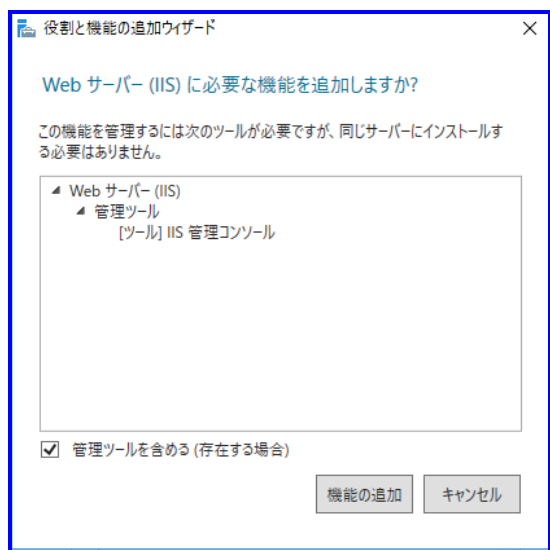 役割と機能の追加ウィザード
Web サーバー (IIS) に必要な機能を追加しますか?
この機能を管理するには次のツールが必要ですが、同じサーバーにインストールす
る必要はありません。
Web サーバー (IIS)
管理ツール
[ツール] IIS 管理コンソール
管理ツールを含める (存在する場合)
機能の追加
キャンセル